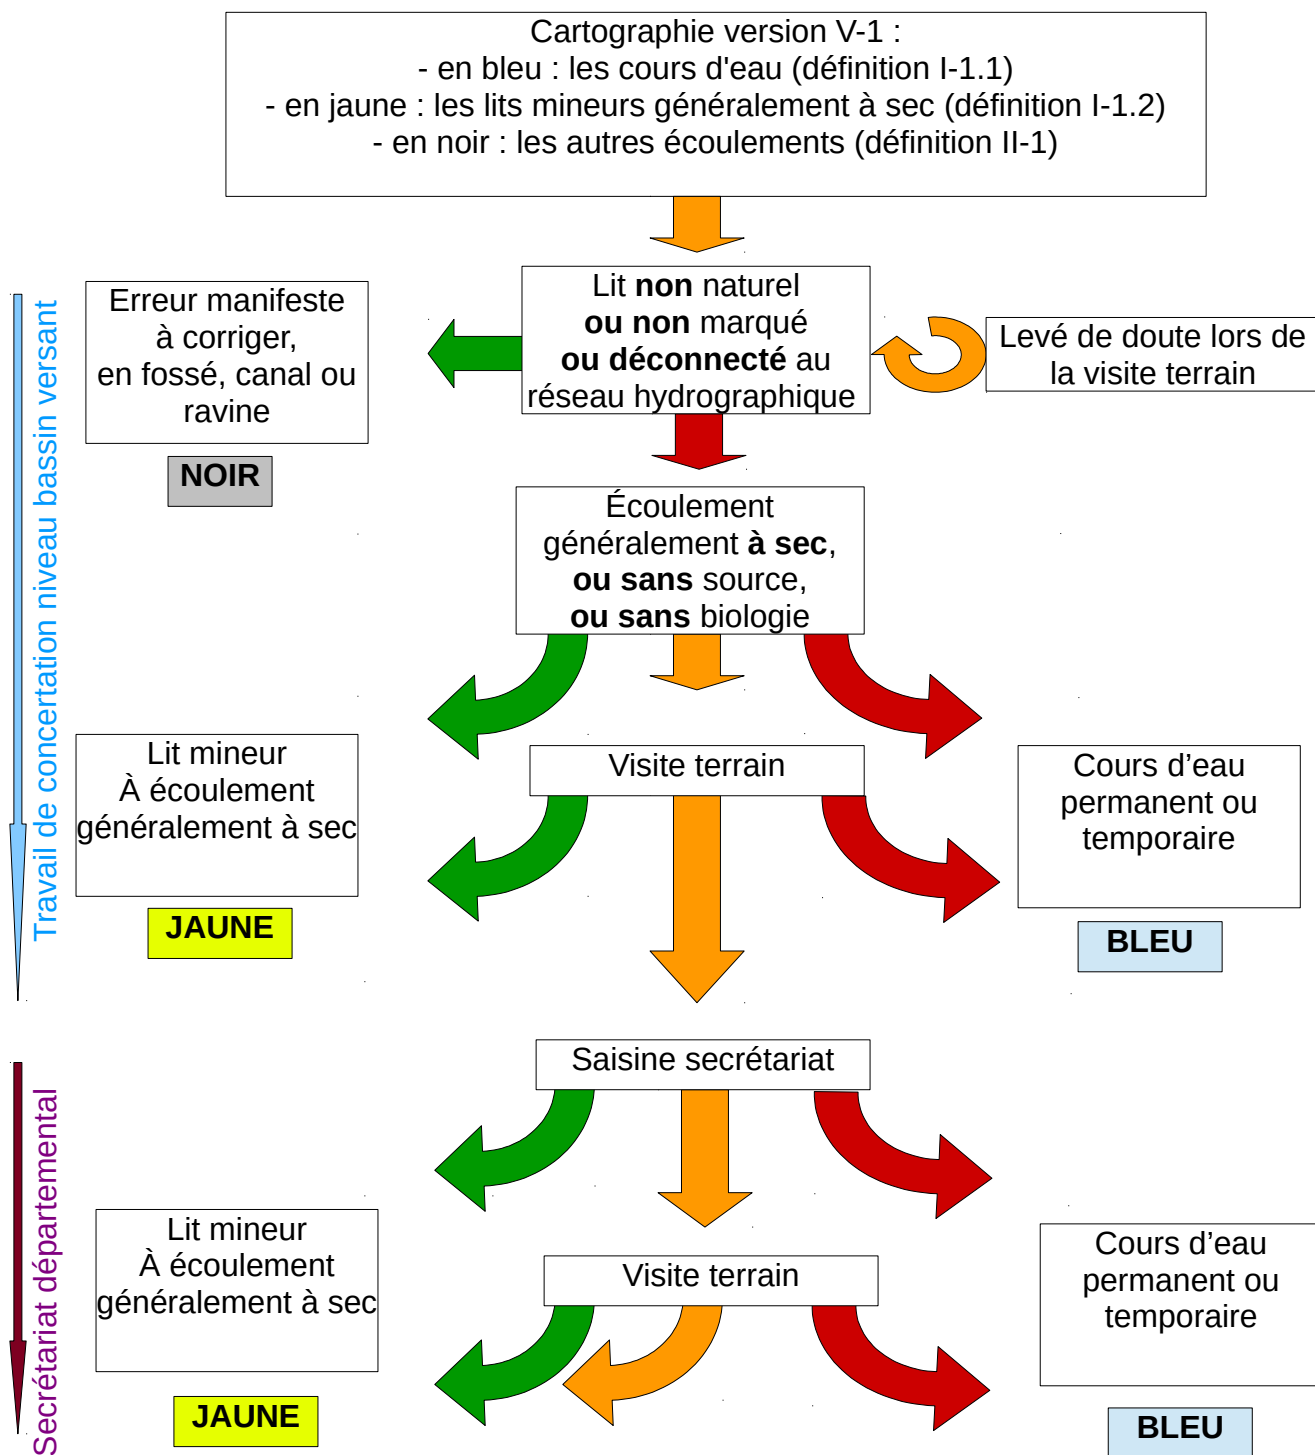 Cartographie version V-1 :
- en bleu : les cours d'eau (définition I-1.1)
- en jaune : les lits mineurs généralement à sec (définition I-1.2)
- en noir : les autres écoulements (définition II-1)
Travail de concertation niveau bassin versant
Erreur manifeste
à corriger,
en fossé, canal ou
ravine
NOIR
Lit non naturel
ou non marqué
ou déconnecté au
réseau hydrographique
Levé de doute lors de
la visite terrain
Écoulement
généralement à sec,
ou sans source,
ou sans biologie
Lit mineur
À écoulement
généralement à sec
JAUNE
Visite terrain
Cours d’eau
permanent ou
temporaire
BLEU
Secrétariat départemental
Saisine secrétariat
Lit mineur
À écoulement
généralement à sec
JAUNE
Visite terrain
Cours d’eau
permanent ou
temporaire
BLEU